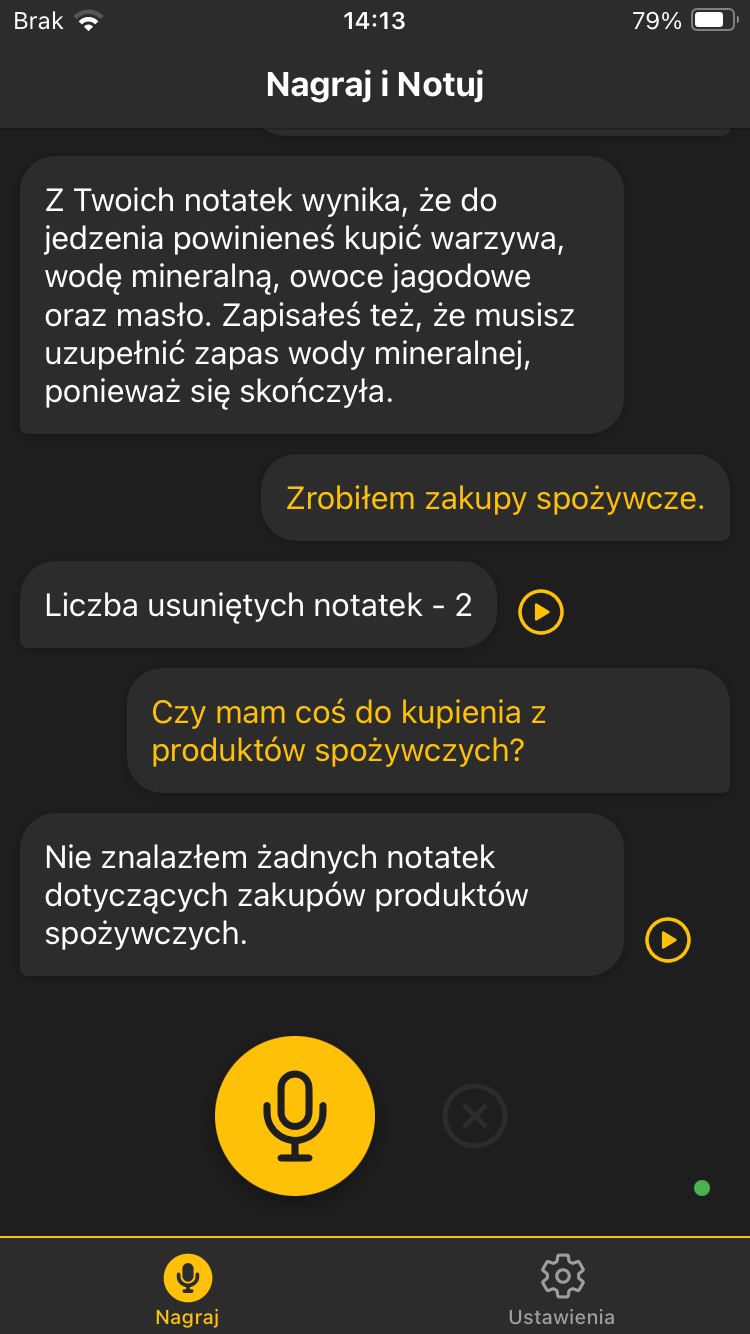 Brak
14:13
79%
Nagraj i Notuj
Z Twoich notatek wynika, że do
jedzenia powinieneś kupić warzywa,
wodę mineralną, owoce jagodowe
oraz masło. Zapisałeś też, że musisz
uzupełnić zapas wody mineralnej,
ponieważ się skończyła.
Zrobiłem zakupy spożywcze.
Liczba usuniętych notatek - 2
Czy mam coś do kupienia z
produktów spożywczych?
Nie znalazłem żadnych notatek
dotyczących zakupów produktów
spożywczych.
Nagraj
Ustawienia